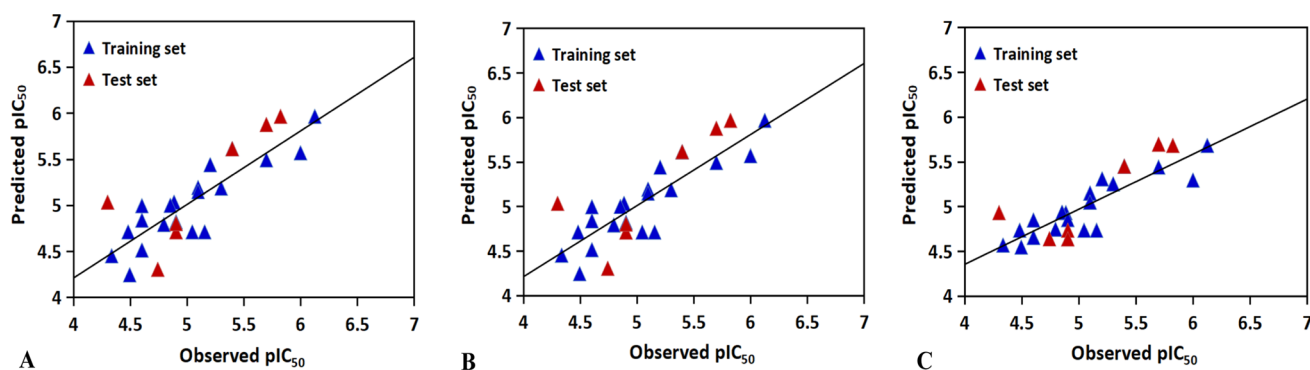 7
6.5
6
5.5
5
4.5
4
Predicted pIC₅₀
Training set
Test set
4 4.5 5 5.5 6 6.5 7
Observed pIC₅₀
A
7
6.5
6
5.5
5
4.5
4
Predicted pIC₅₀
Training set
Test set
4 4.5 5 5.5 6 6.5 7
Observed pIC₅₀
B
7
6.5
6
5.5
5
4.5
4
Predicted pIC₅₀
Training set
Test set
4 4.5 5 5.5 6 6.5 7
Observed pIC₅₀
C